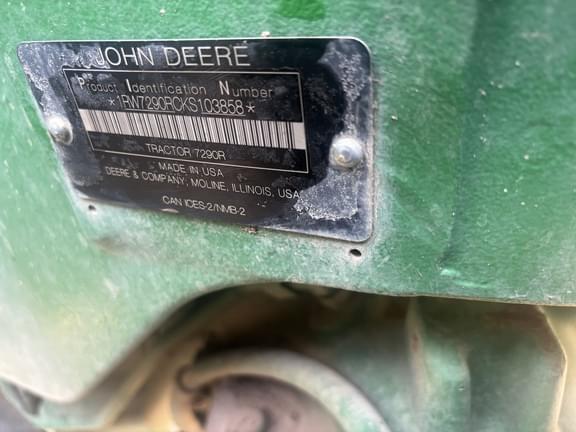 JOHN DEERE
Product Identification Number
*1RW7290RCKS103858*
TRACTOR 7290R
MADE IN USA
DEERE & COMPANY, MOLINE, ILLINOIS, USA
CAN ICES-2/NMB-2